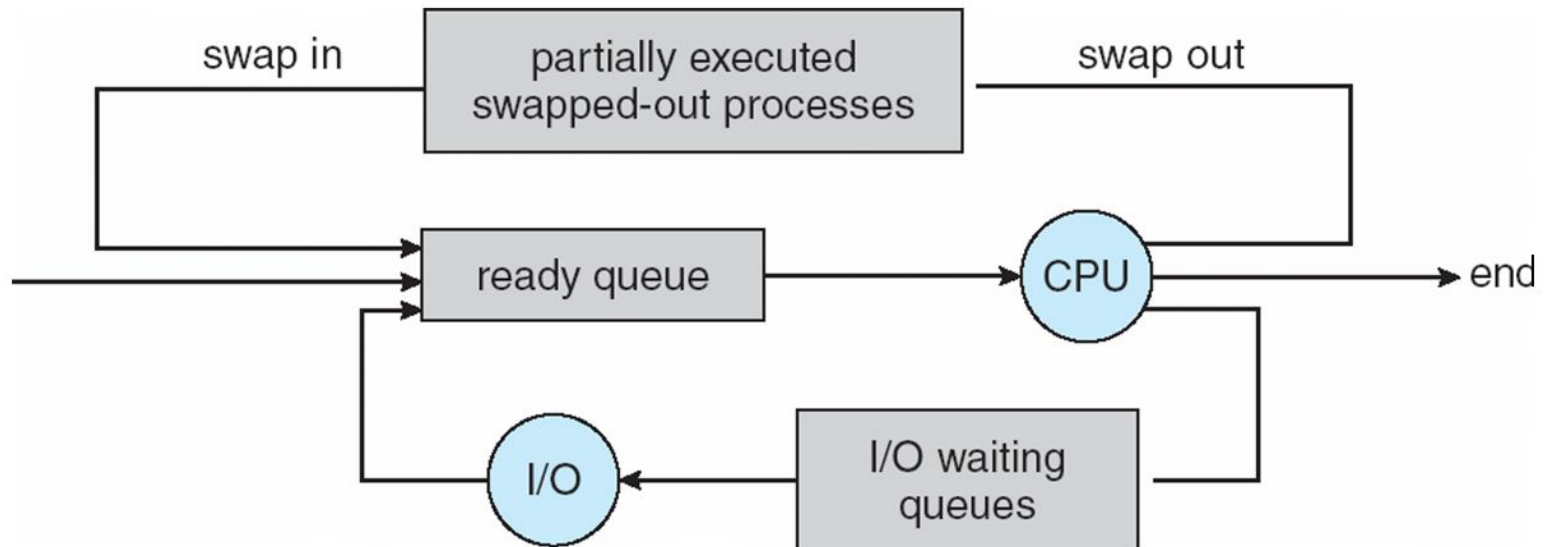 swap in
partially executed
swapped-out processes
swap out
ready queue
CPU
end
I/O
I/O waiting
queues